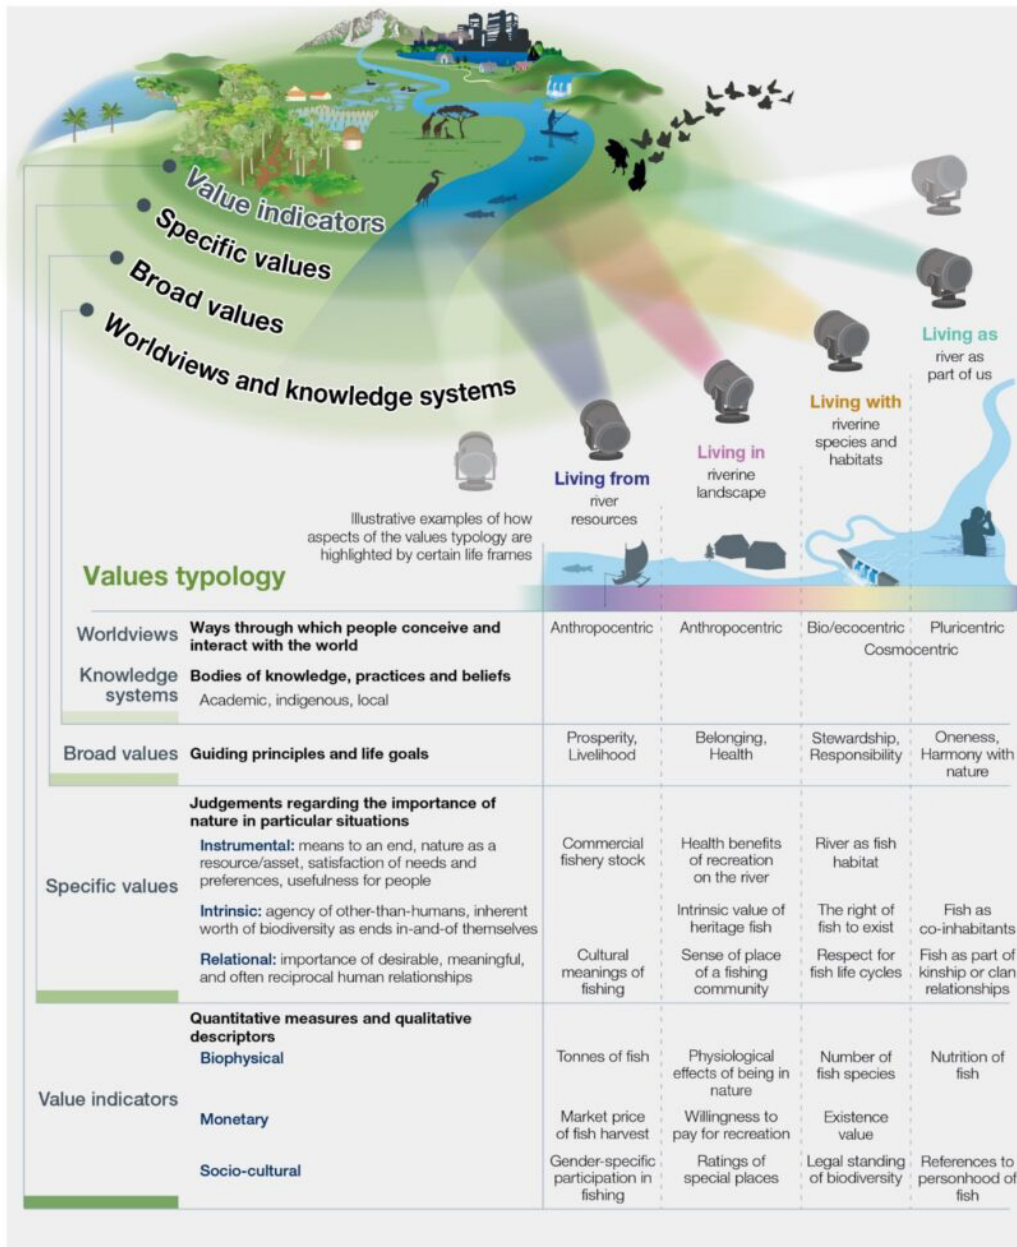 Value indicators
Specific values
Broad values
Worldviews and knowledge systems
Living as
river as
part of us
Living with
riverine
species and
habitats
Living in
riverine
landscape
Living from
river
resources
Illustrative examples of how
aspects of the values typology are
highlighted by certain life frames
Values typology
Worldviews
Ways through which people conceive and
interact with the world
Anthropocentric
Anthropocentric
Bio/ecocentric
Pluricentric
Cosmocentric
Knowledge
systems
Bodies of knowledge, practices and beliefs
Academic, indigenous, local
Broad values
Guiding principles and life goals
Prosperity,
Livelihood
Belonging,
Health
Stewardship,
Responsibility
Oneness,
Harmony with
nature
Specific values
Judgements regarding the importance of
nature in particular situations
Instrumental: means to an end, nature as a
resource/asset, satisfaction of needs and
preferences, usefulness for people
Commercial
fishery stock
Health benefits
of recreation
on the river
River as fish
habitat
Intrinsic: agency of other-than-humans, inherent
worth of biodiversity as ends in-and-of themselves
Intrinsic value of
heritage fish
The right of
fish to exist
Fish as
co-inhabitants
Relational: importance of desirable, meaningful,
and often reciprocal human relationships
Cultural
meanings of
fishing
Sense of place
of a fishing
community
Respect for
fish life cycles
Fish as part of
kinship or clan
relationships
Value indicators
Quantitative measures and qualitative
descriptors
Biophysical
Tonnes of fish
Physiological
effects of being in
nature
Number of
fish species
Nutrition of
fish
Monetary
Market price
of fish harvest
Willingness to
pay for recreation
Existence
value
Socio-cultural
Gender-specific
participation in
fishing
Ratings of
special places
Legal standing
of biodiversity
References to
personhood of
fish